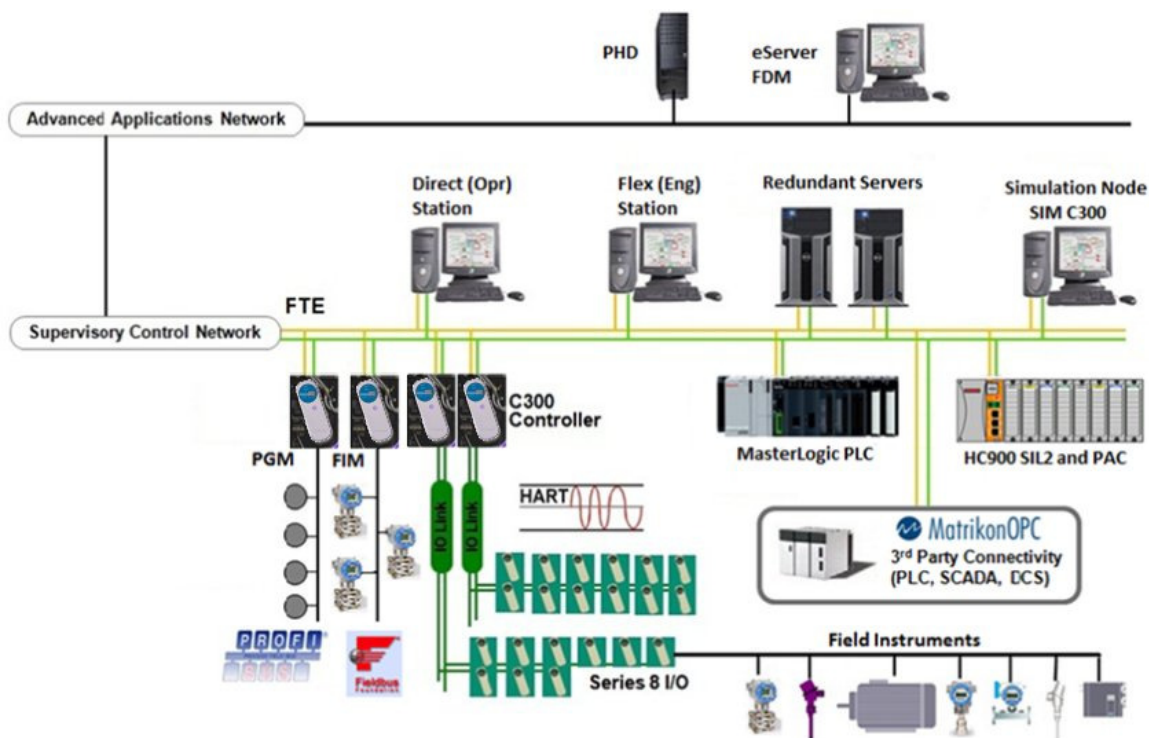 PHD
eServer
FDM
Advanced Applications Network
Direct (Opr)
Station
Flex (Eng)
Station
Redundant Servers
Simulation Node
SIM C300
FTE
Supervisory Control Network
C300
Controller
PGM
FIM
MasterLogic PLC
HC900 SIL2 and PAC
IO Link
IO Link
HART
MatrikonOPC
3rd Party Connectivity
(PLC, SCADA, DCS)
PROFI
BUS
Fieldbus
Foundation
Series 8 I/O
Field Instruments